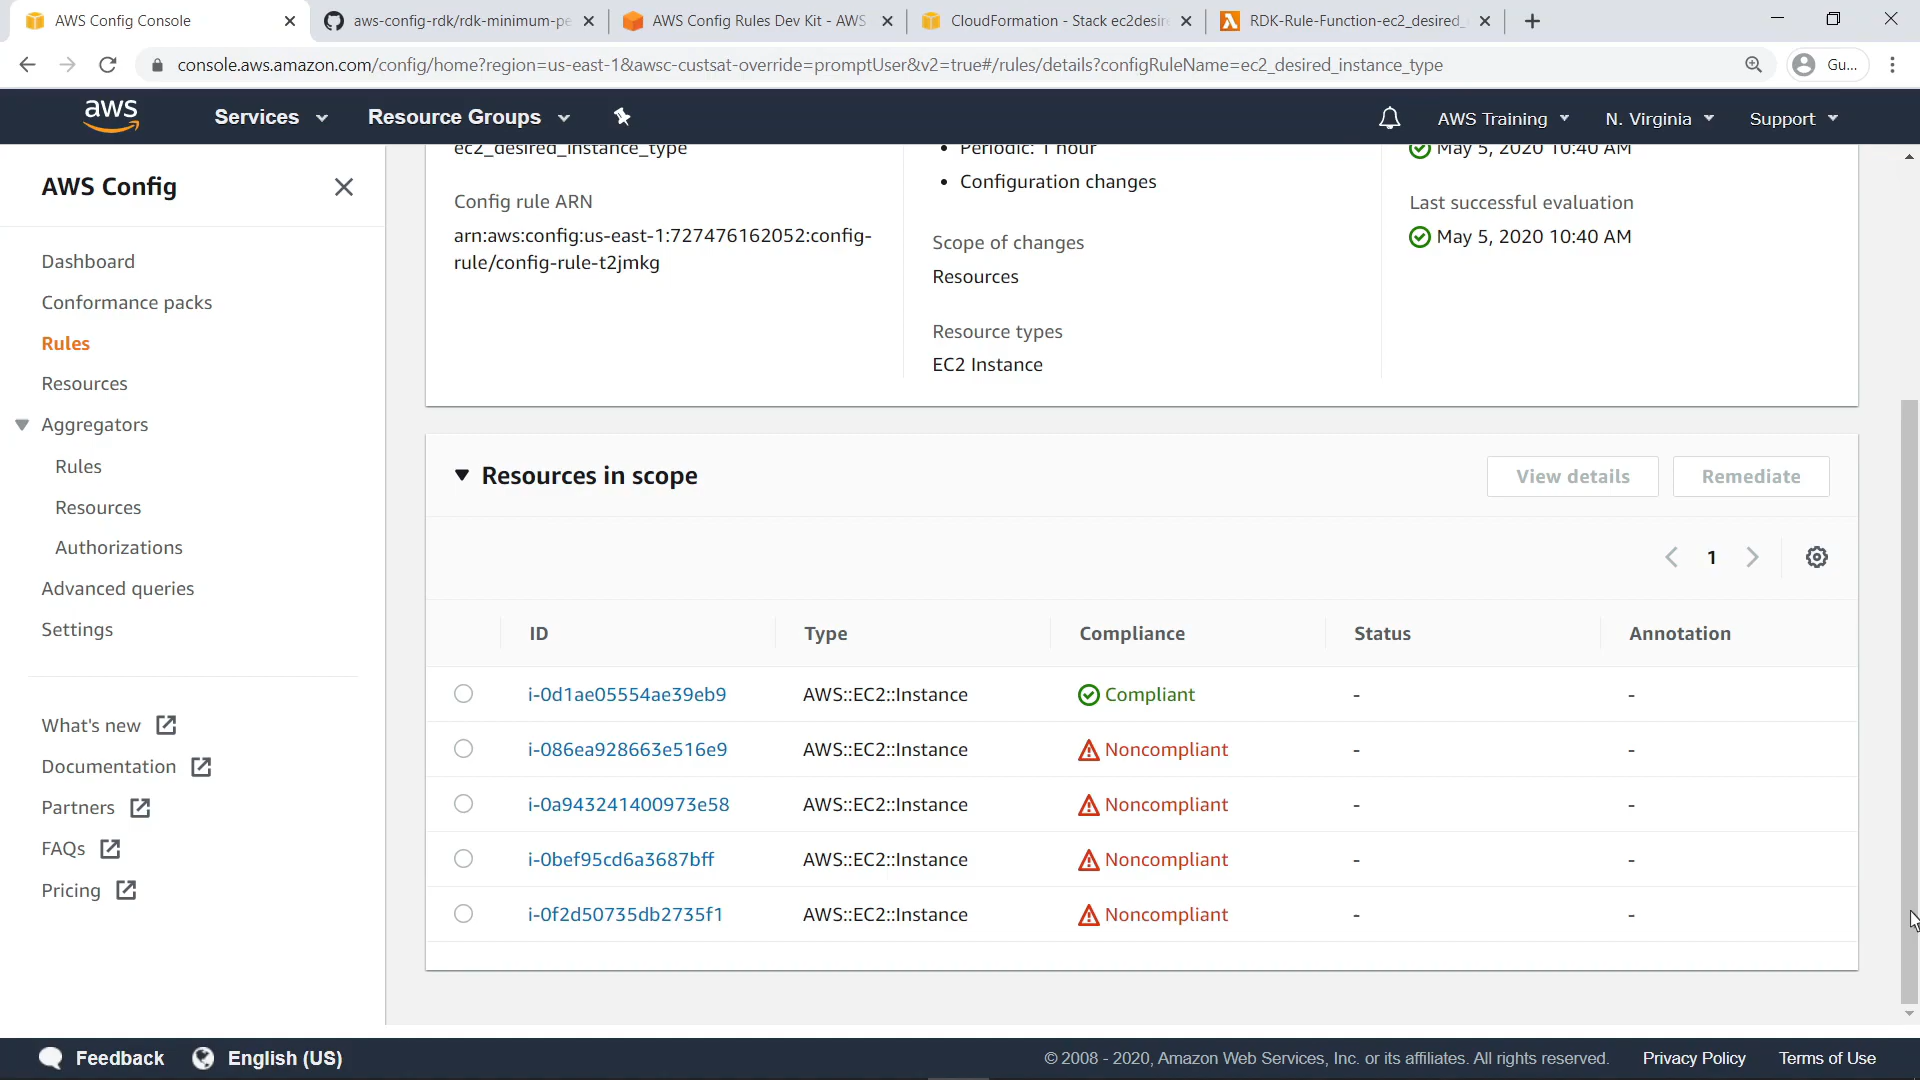 AWS Config Console
aws-config-rdk/rdk-minimum-pe
AWS Config Rules Dev Kit - AWS
CloudFormation - Stack ec2desir
RDK-Rule-Function-ec2_desired_
console.aws.amazon.com/config/home?region=us-east-1&awsc-custsat-override=promptUser&v2=true#/rules/details?configRuleName=ec2_desired_instance_type
Gu...
aws
Services
Resource Groups
AWS Training
N. Virginia
Support
AWS Config
Dashboard
Conformance packs
Rules
Resources
Aggregators
Rules
Resources
Authorizations
Advanced queries
Settings
What's new
Documentation
Partners
FAQs
Pricing
ec2_desired_instance_type
Config rule ARN
arn:aws:config:us-east-1:727476162052:config-
rule/config-rule-t2jmkg
• Periodic: 1 hour
• Configuration changes
Scope of changes
Resources
Resource types
EC2 Instance
May 5, 2020 10:40 AM
Last successful evaluation
May 5, 2020 10:40 AM
Resources in scope
View details
Remediate
1
ID Type Compliance Status Annotation
i-0d1ae05554ae39eb9 AWS::EC2::Instance Compliant - -
i-086ea928663e516e9 AWS::EC2::Instance Noncompliant - -
i-0a943241400973e58 AWS::EC2::Instance Noncompliant - -
i-0bef95cd6a3687bff AWS::EC2::Instance Noncompliant - -
i-0f2d50735db2735f1 AWS::EC2::Instance Noncompliant - -
Feedback
English (US)
© 2008 - 2020, Amazon Web Services, Inc. or its affiliates. All rights reserved.
Privacy Policy
Terms of Use